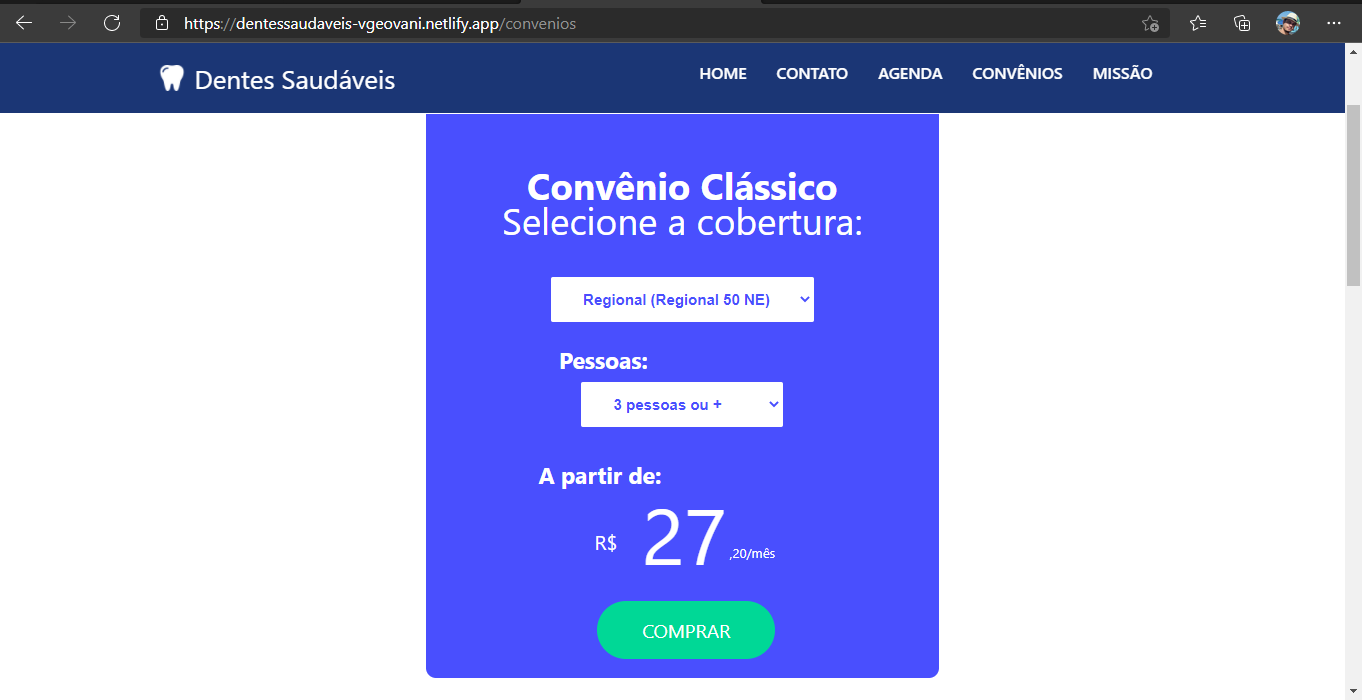 https://dentessaudaveis-vgeovani.netlify.app/convenios
Dentes Saudáveis
HOME CONTATO AGENDA CONVÊNIOS MISSÃO
Convênio Clássico
Selecione a cobertura:
Regional (Regional 50 NE)
Pessoas:
3 pessoas ou +
A partir de:
R$ 27 ,20/mês
COMPRAR